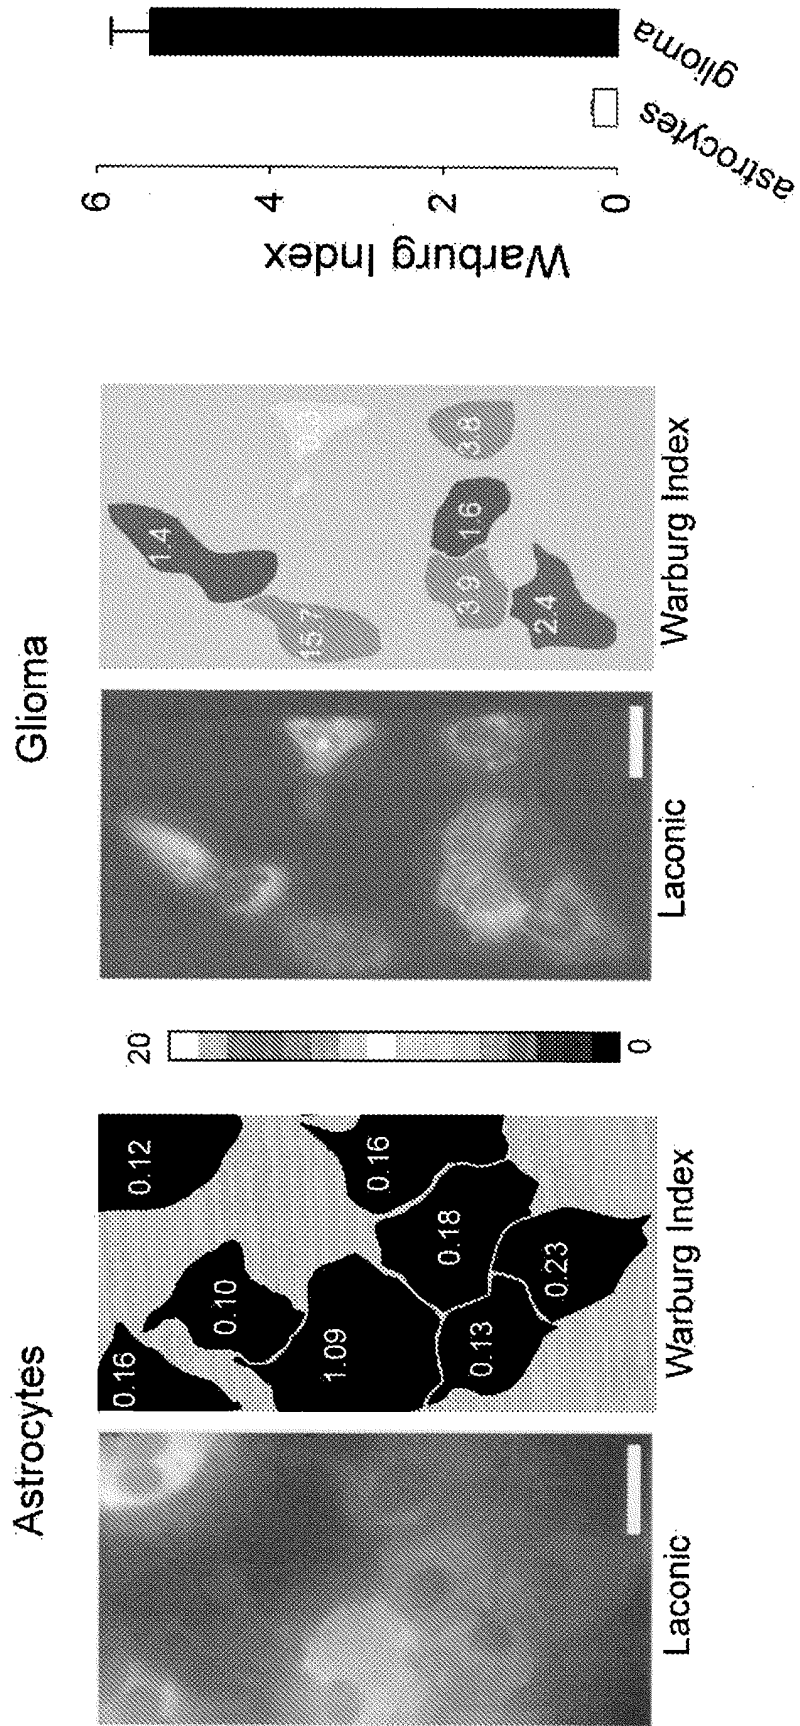 Astrocytes
Glioma
0.16
0.12
0.10
1.09
0.16
0.18
0.13
0.23
20
0
1.4
15.7
3.9
1.6
3.8
2.4
Laconic
Warburg Index
Laconic
Warburg Index
Warburg Index
6
4
2
0
astrocytes
glioma